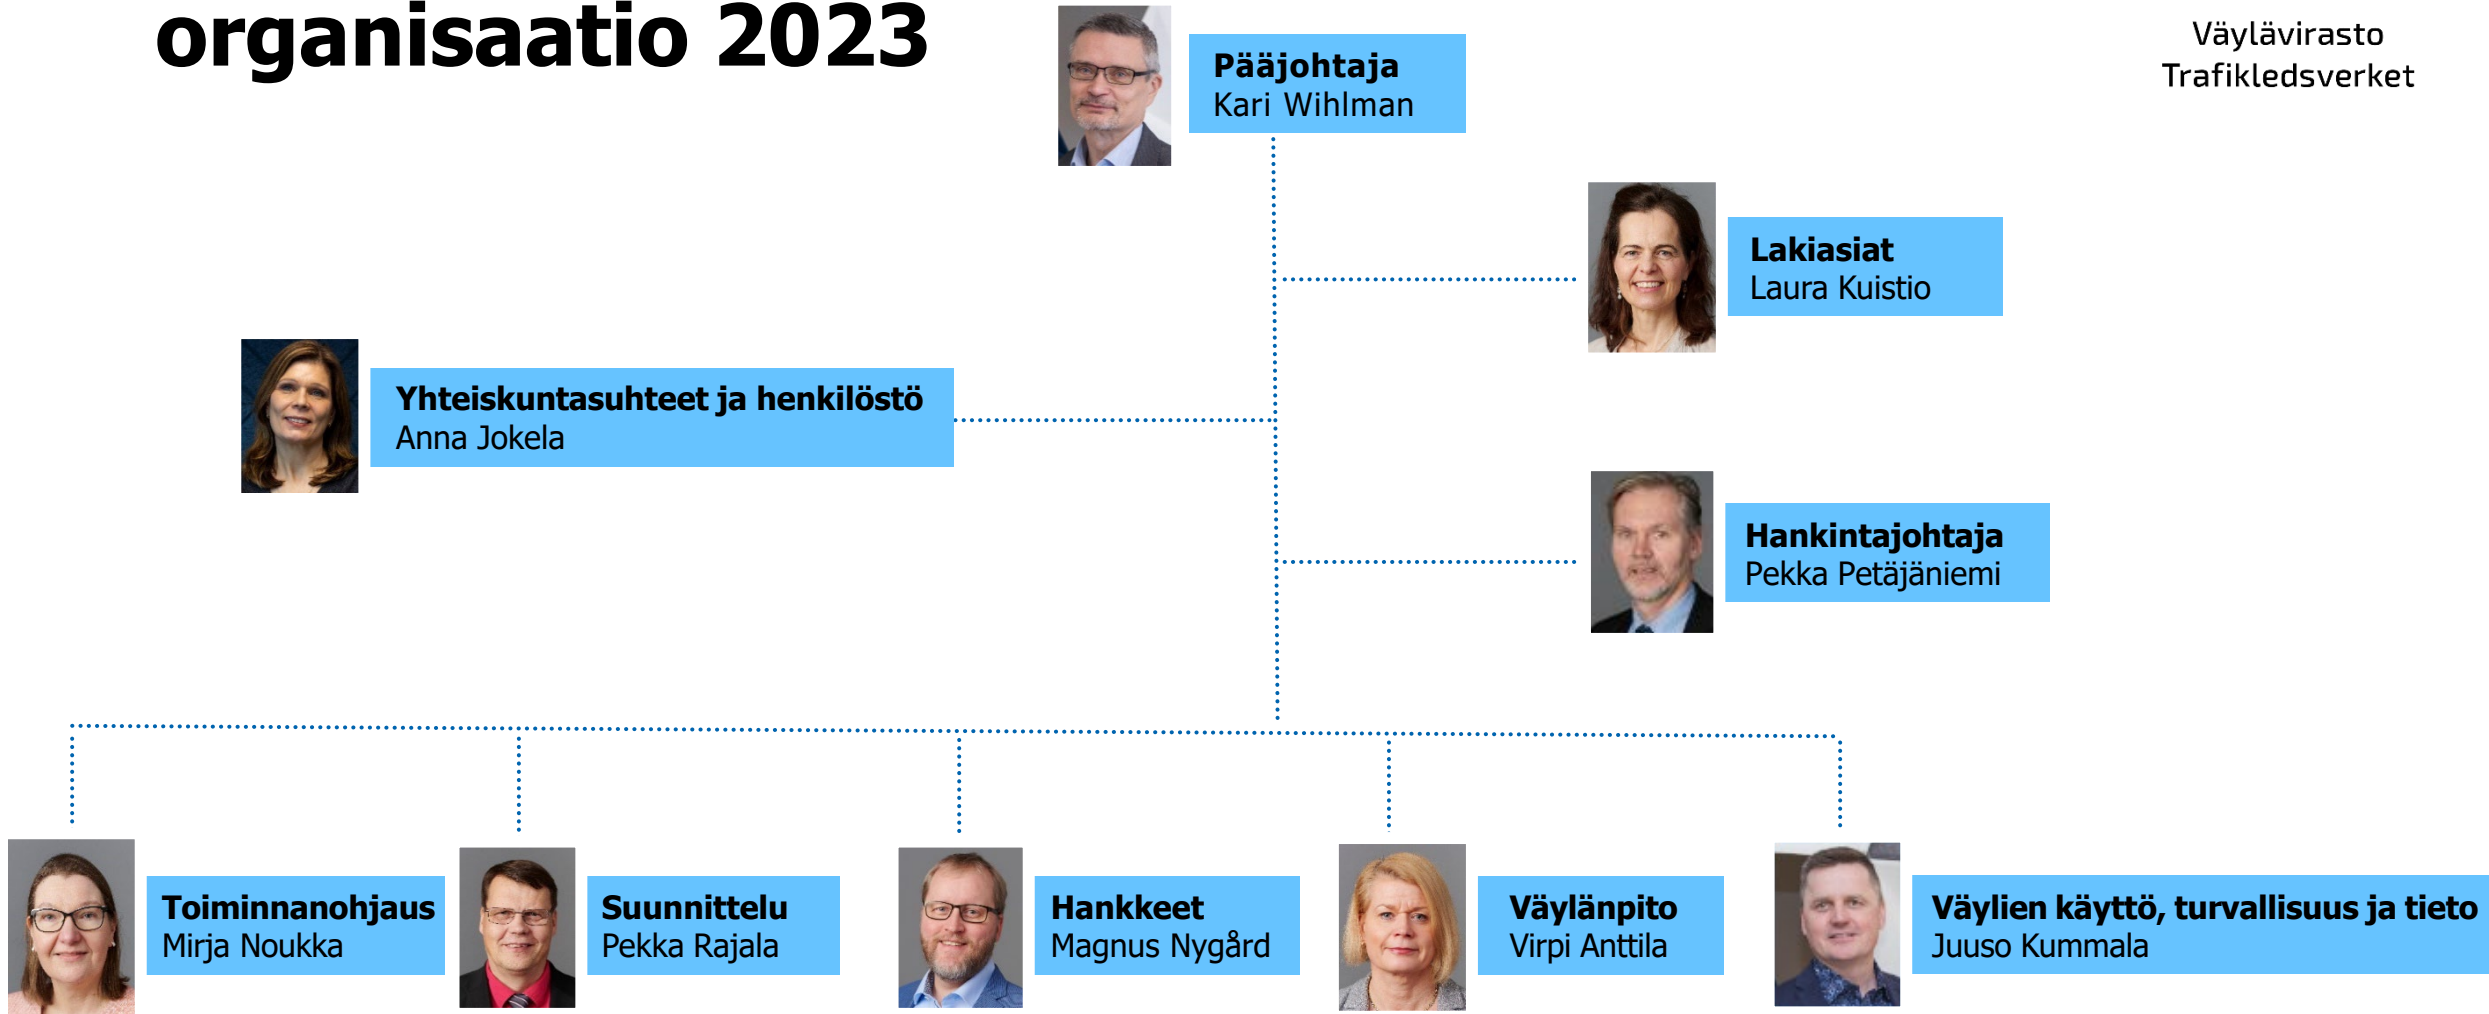 organisaatio 2023
Väylävirasto
Trafikledsverket
Pääjohtaja
Kari Wihlman
Lakiasiat
Laura Kuistio
Yhteiskuntasuhteet ja henkilöstö
Anna Jokela
Hankintajohtaja
Pekka Petäjäniemi
Toiminnanohjaus
Mirja Noukka
Suunnittelu
Pekka Rajala
Hankkeet
Magnus Nygård
Väylänpito
Virpi Anttila
Väylien käyttö, turvallisuus ja tieto
Juuso Kummala